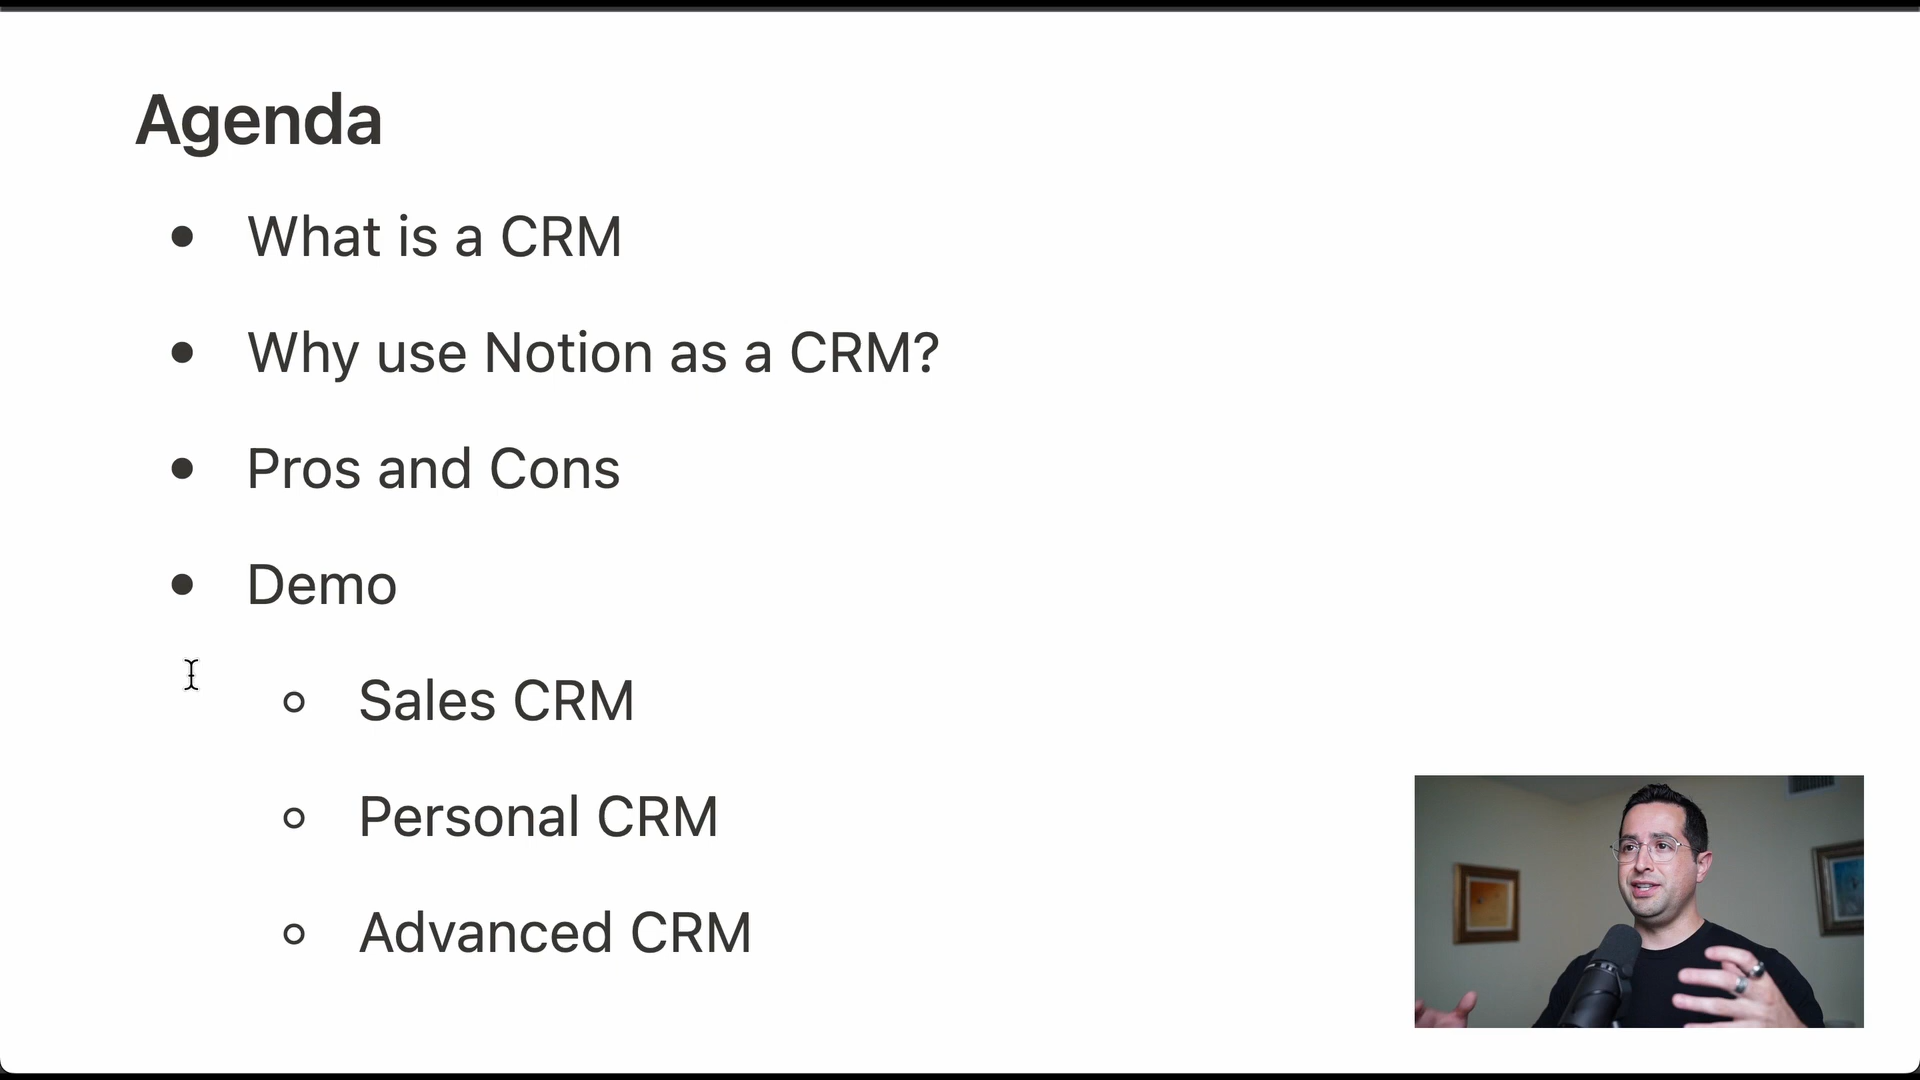 Agenda
• What is a CRM
• Why use Notion as a CRM?
• Pros and Cons
• Demo
◦ Sales CRM
◦ Personal CRM
◦ Advanced CRM